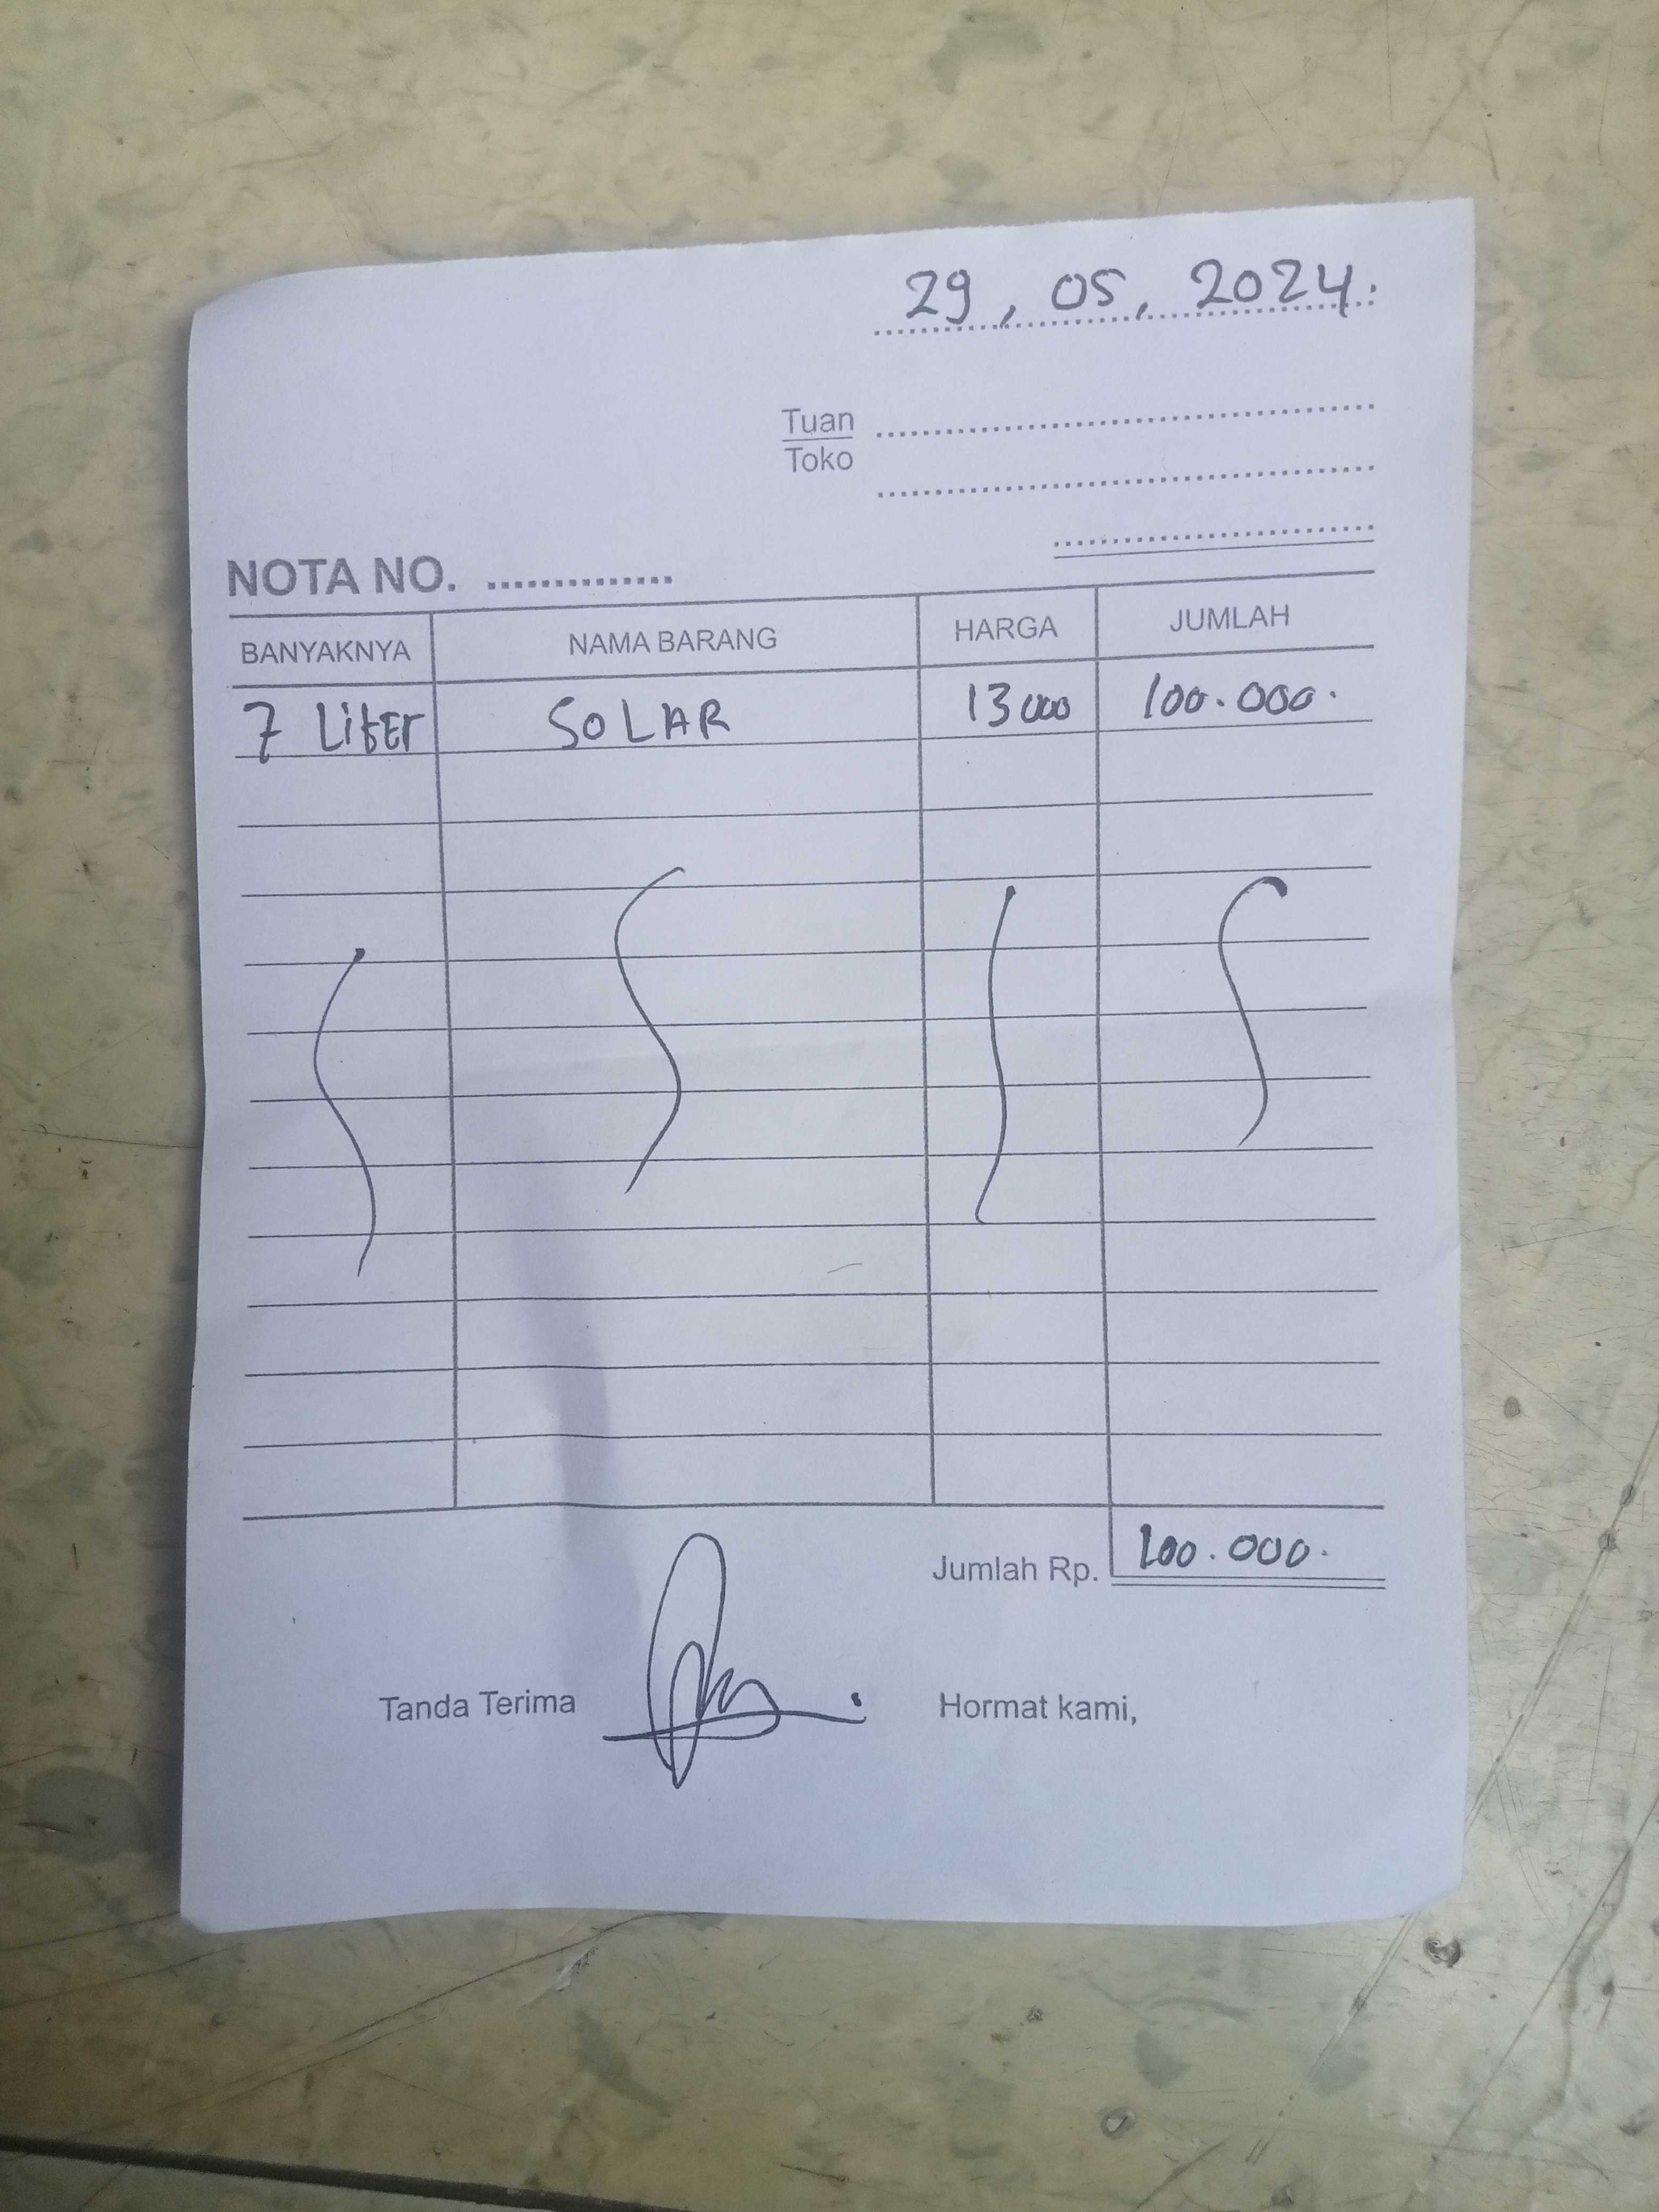 29, 05, 2024.
Tuan
Toko
NOTA NO. ..............
BANYAKNYA NAMA BARANG HARGA JUMLAH
7 LitEr SOLAR 13000 100.000.
Jumlah Rp. 100.000.
Tanda Terima Hormat kami,